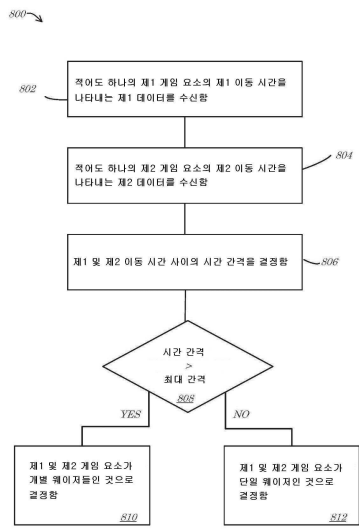 800
적어도 하나의 제1 게임 요소의 제1 이동 시간을
나타내는 제1 데이터를 수신함
802
적어도 하나의 제2 게임 요소의 제2 이동 시간을
나타내는 제2 데이터를 수신함
804
제1 및 제2 이동 시간 사이의 시간 간격을 결정함
806
시간 간격
>
최대 간격
808
YES
NO
제1 및 제2 게임 요소가
개별 웨이저들인 것으로
결정함
810
제1 및 제2 게임 요소가
단일 웨이저인 것으로
결정함
812